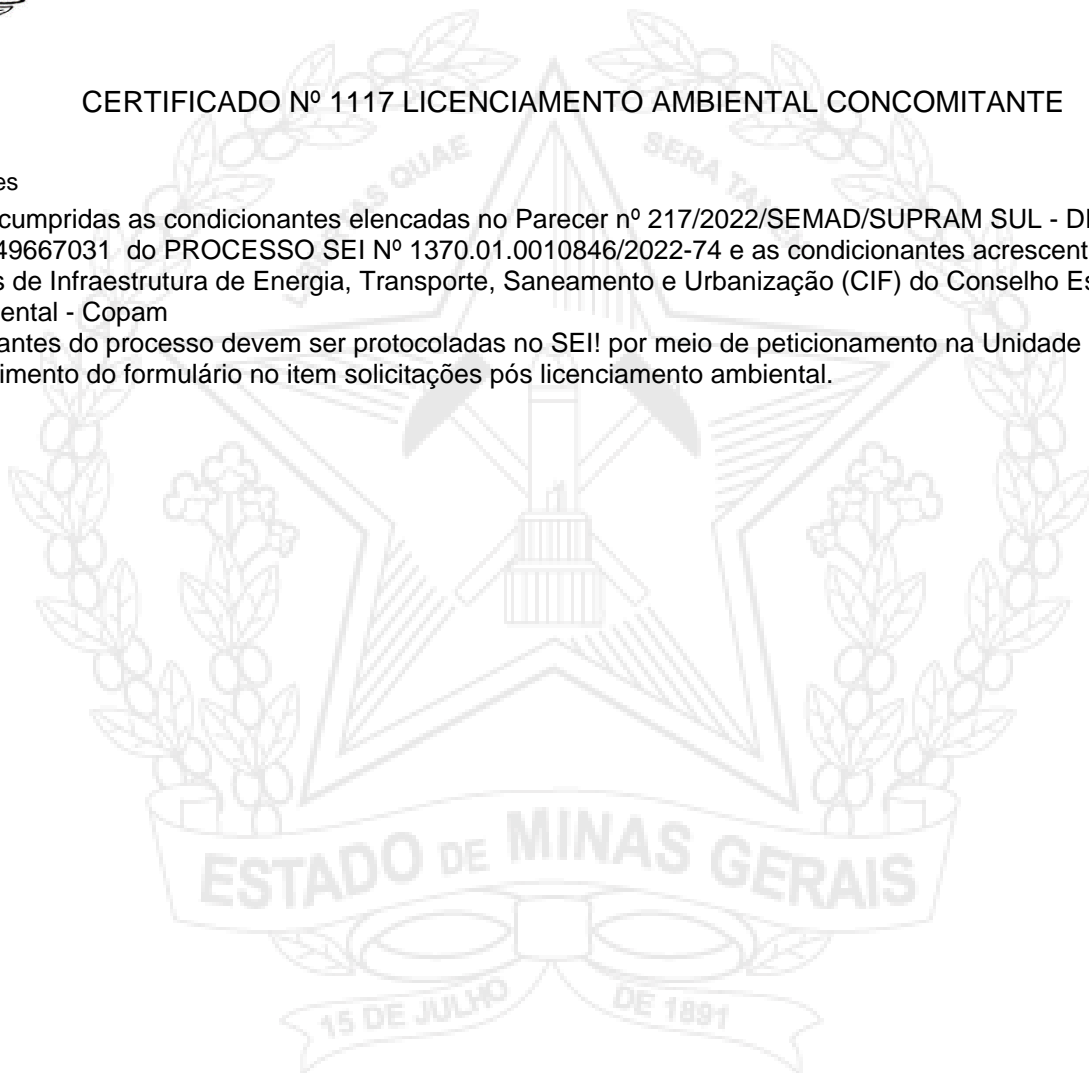 CERTIFICADO Nº 1117 LICENCIAMENTO AMBIENTAL CONCOMITANTE
es
cumpridas as condicionantes elencadas no Parecer nº 217/2022/SEMAD/SUPRAM SUL - DI
49667031 do PROCESSO SEI Nº 1370.01.0010846/2022-74 e as condicionantes acrescent
s de Infraestrutura de Energia, Transporte, Saneamento e Urbanização (CIF) do Conselho Es
ental - Copam
antes do processo devem ser protocoladas no SEI! por meio de peticionamento na Unidade
imento do formulário no item solicitações pós licenciamento ambiental.
QUAE SERA
ESTADO DE MINAS GERAIS
15 DE JULHO DE 1891